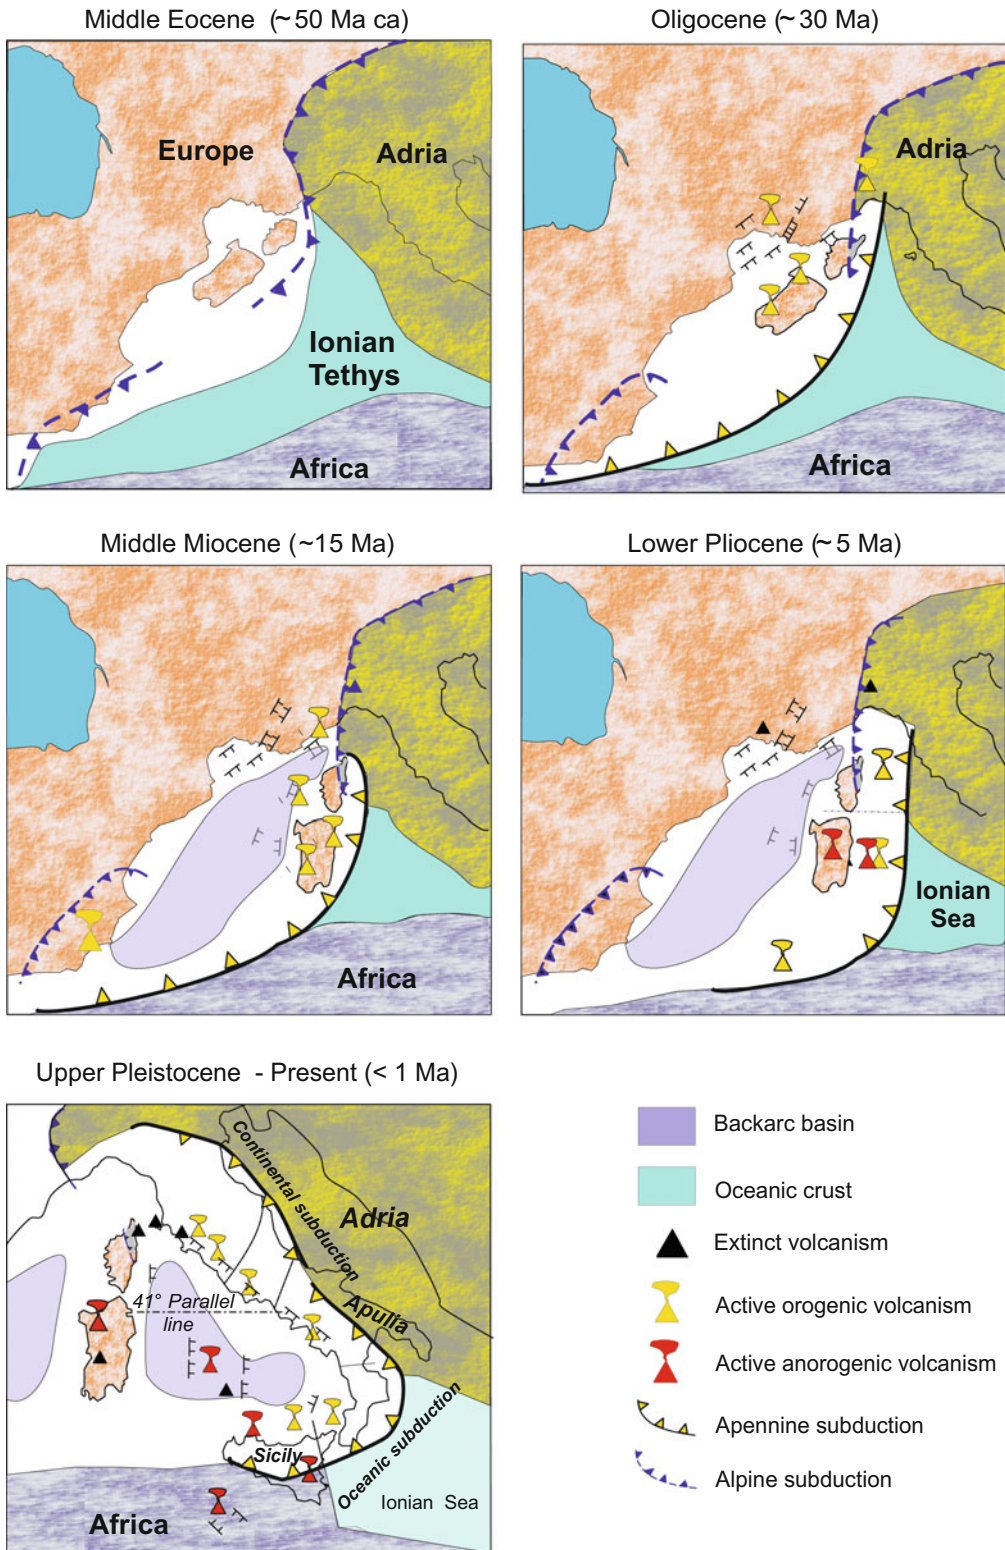 Middle Eocene (~50 Ma ca)
Europe
Adria
Ionian
Tethys
Africa
Oligocene (~30 Ma)
Adria
Africa
Middle Miocene (~15 Ma)
Africa
Lower Pliocene (~5 Ma)
Ionian
Sea
Upper Pleistocene - Present (< 1 Ma)
Continental subduction
Adria
Apulia
41° Parallel
line
Oceanic subduction
Sicily
Ionian Sea
Africa
Backarc basin
Oceanic crust
Extinct volcanism
Active orogenic volcanism
Active anorogenic volcanism
Apennine subduction
Alpine subduction